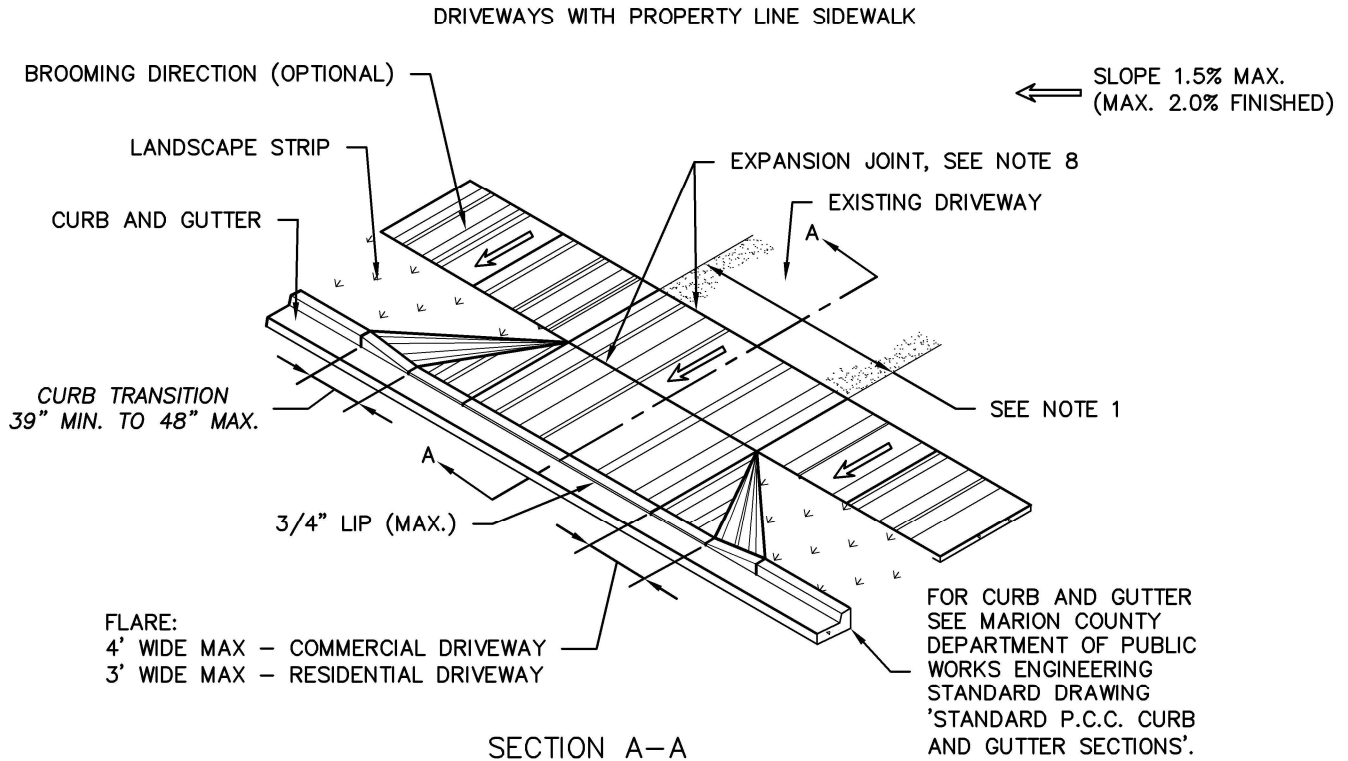 DRIVEWAYS WITH PROPERTY LINE SIDEWALK
BROOMING DIRECTION (OPTIONAL)
SLOPE 1.5% MAX.
(MAX. 2.0% FINISHED)
LANDSCAPE STRIP
EXPANSION JOINT, SEE NOTE 8
CURB AND GUTTER
EXISTING DRIVEWAY
A
CURB TRANSITION
39" MIN. TO 48" MAX.
SEE NOTE 1
A
3/4" LIP (MAX.)
FLARE:
4' WIDE MAX – COMMERCIAL DRIVEWAY
3' WIDE MAX – RESIDENTIAL DRIVEWAY
FOR CURB AND GUTTER
SEE MARION COUNTY
DEPARTMENT OF PUBLIC
WORKS ENGINEERING
STANDARD DRAWING
'STANDARD P.C.C. CURB
AND GUTTER SECTIONS'.
SECTION A–A